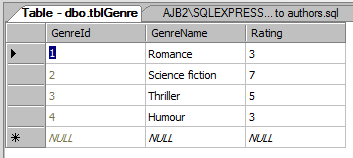 Table - dbo.tblGenre AJB2\SQLEXPRESS... to authors.sql
GenreId GenreName Rating
1 Romance 3
2 Science fiction 7
3 Thriller 5
4 Humour 3
NULL NULL NULL